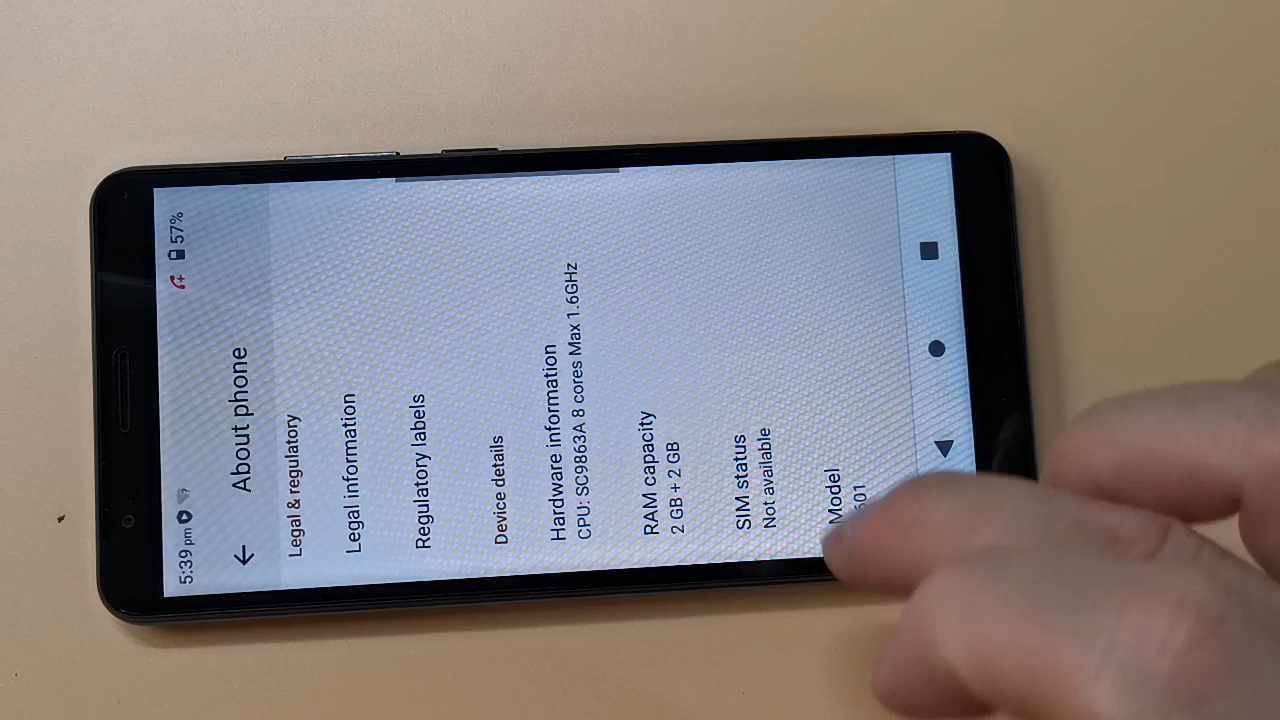 5:39 pm
57%
About phone
Legal & regulatory
Legal information
Regulatory labels
Device details
Hardware information
CPU: SC9863A 8 cores Max 1.6GHz
RAM capacity
2 GB + 2 GB
SIM status
Not available
Model